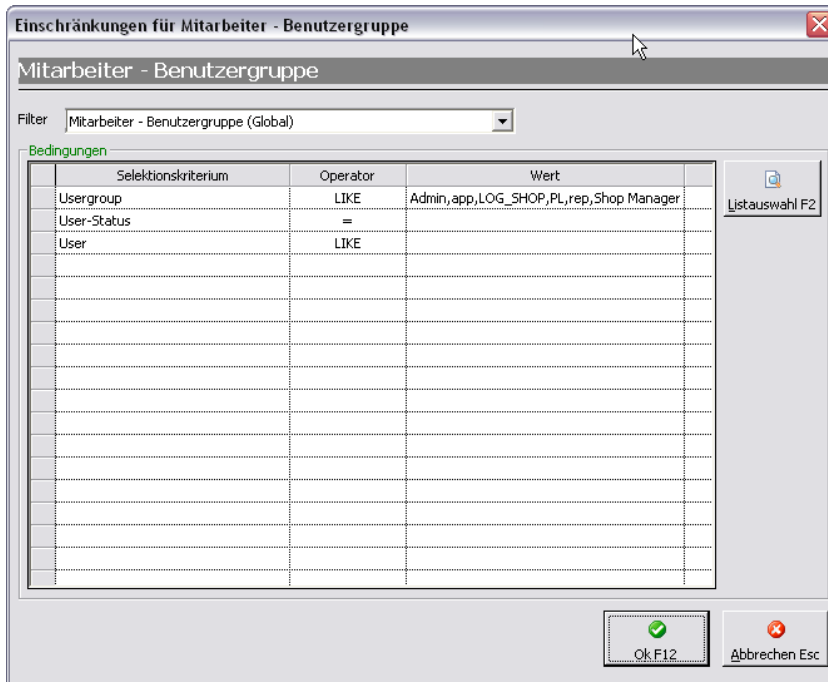 Einschränkungen für Mitarbeiter - Benutzergruppe
Mitarbeiter - Benutzergruppe
Filter Mitarbeiter - Benutzergruppe (Global)
Bedingungen
Selektionskriterium Operator Wert
Usergroup LIKE Admin,app,LOG_SHOP,PL,rep,Shop Manager
User-Status =
User LIKE
Listauswahl F2
Ok F12 Abbrechen Esc